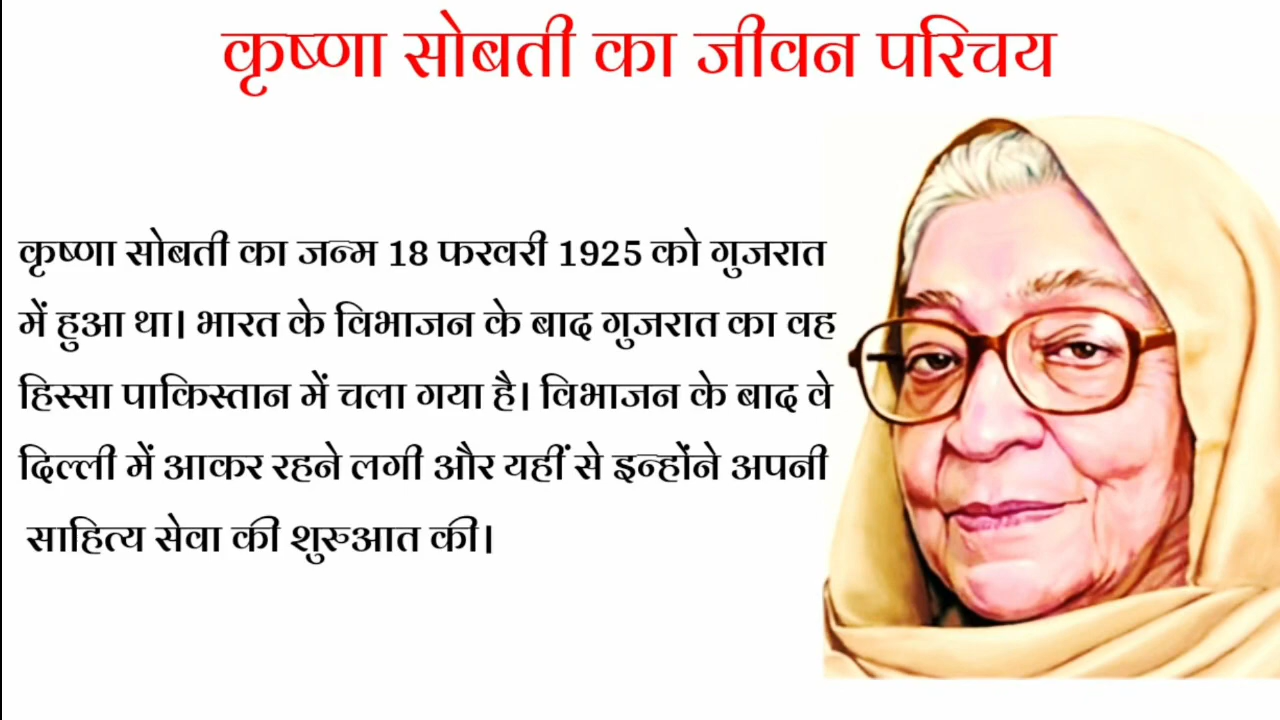 कृष्णा सोबती का जीवन परिचय
कृष्णा सोबती का जन्म 18 फरवरी 1925 को गुजरात
में हुआ था। भारत के विभाजन के बाद गुजरात का वह
हिस्सा पाकिस्तान में चला गया है। विभाजन के बाद वे
दिल्ली में आकर रहने लगी और यहीं से इन्होंने अपनी
साहित्य सेवा की शुरुआत की।